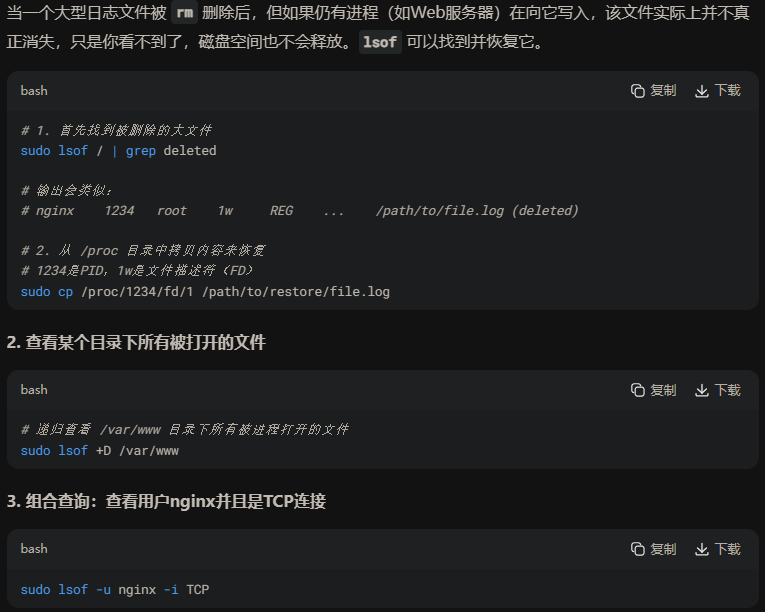 当一个大型日志文件被 rm 删除后，但如果仍有进程（如Web服务器）在向它写入，该文件实际上并不真
正消失，只是你看不到了，磁盘空间也不会释放。lsof 可以找到并恢复它。
bash 复制 下载
# 1. 首先找到被删除的大文件
sudo lsof / | grep deleted
# 输出会类似：
# nginx    1234   root    1w     REG    ...    /path/to/file.log (deleted)
# 2. 从 /proc 目录中拷贝内容来恢复
# 1234是PID，1w是文件描述符（FD）
sudo cp /proc/1234/fd/1 /path/to/restore/file.log
2. 查看某个目录下所有被打开的文件
bash 复制 下载
# 递归查看 /var/www 目录下所有被进程打开的文件
sudo lsof +D /var/www
3. 组合查询：查看用户nginx并且是TCP连接
bash 复制 下载
sudo lsof -u nginx -i TCP